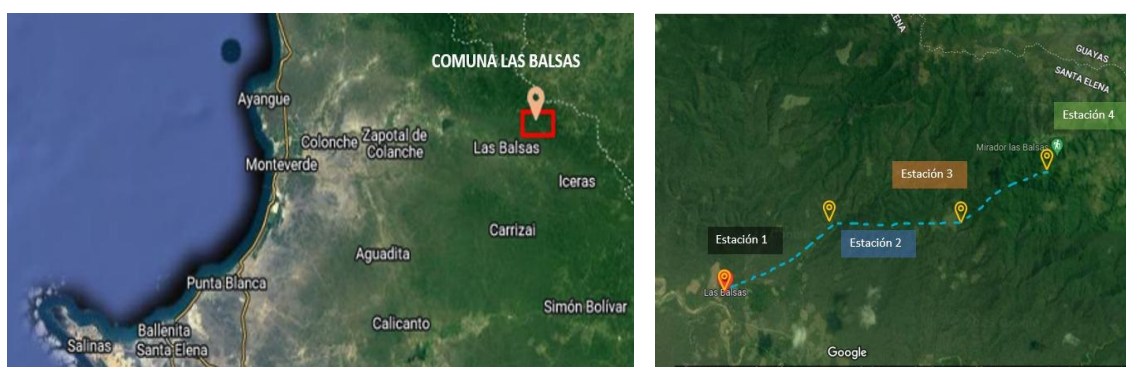 COMUNA LAS BALSAS
Ayangue
Colonche
Zapotal de
Colanche
Las Balsas
Monteverde
Iceras
Carrizai
Aguadita
Punta Blanca
Simón Bolívar
Calicanto
Ballenita
Salinas
Santa Elena
ELENA
GUAYAS
SANTA ELENA
Estación 4
Mirador las Balsas
Estación 3
Estación 1
Estación 2
Las Balsas
Google